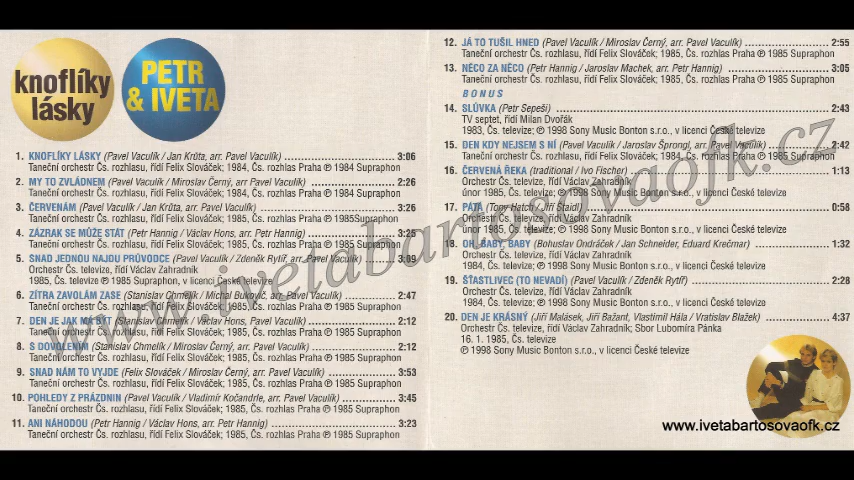 knoflíky
lásky
PETR
& IVETA
1. KNOFLÍKY LÁSKY (Pavel Vaculík / Jan Krůta, arr. Pavel Vaculík) 3:06
Taneční orchestr Čs. rozhlasu, řídí Felix Slováček; 1984, Čs. rozhlas Praha ℗ 1984 Supraphon
2. MY TO ZVLÁDNEM (Pavel Vaculík / Miroslav Černý, arr. Pavel Vaculík) 2:26
Taneční orchestr Čs. rozhlasu, řídí Felix Slováček; 1984, Čs. rozhlas Praha ℗ 1984 Supraphon
3. ČERVENÁM (Pavel Vaculík / Jan Krůta, arr. Pavel Vaculík) 3:26
Taneční orchestr Čs. rozhlasu, řídí Felix Slováček; 1985, Čs. rozhlas Praha ℗ 1985Supraphon
4. ZÁZRAK SE MŮŽE STÁT (Petr Hannig / Václav Hons, arr. Petr Hannig) 3:25
Taneční orchestr Čs. rozhlasu, řídí Felix Slováček; 1984, Čs. rozhlas Praha ℗ 1984 Supraphon
5. SNAD JEDNOU NAJDU PRŮVODCE (Pavel Vaculík / Zdeněk Rytíř, arr. Pavel Vaculík) 3:09
Orchestr Čs. televize, řídí Václav Zahradník
1985, Čs. televize ℗ 1985 Supraphon, v licenci České televize
6. ZÍTRA ZAVOLÁM ZASE (Stanislav Chmelík / Michal Bukovič, arr. Pavel Vaculík) 2:47
Taneční orchestr Čs. rozhlasu, řídí Felix Slováček; 1985, Čs. rozhlas Praha ℗ 1985 Supraphon
7. DEN JE JAK MÁ BÝT (Stanislav Chmelík / Václav Hons, Pavel Vaculík) 2:12
Taneční orchestr Čs. rozhlasu, řídí Felix Slováček; 1985, Čs. rozhlas Praha ℗ 1985 Supraphon
8. S DOVOLENÍM (Stanislav Chmelík / Miroslav Černý, arr. Pavel Vaculík) 2:12
Taneční orchestr Čs. rozhlasu, řídí Felix Slováček; 1985, Čs. rozhlas Praha ℗ 1985 Supraphon
9. SNAD NÁM TO VYJDE (Felix Slováček / Miroslav Černý, arr. Pavel Vaculík) 3:53
Taneční orchestr Čs. rozhlasu, řídí Felix Slováček; 1985, Čs. rozhlas Praha ℗ 1985 Supraphon
10. POHLEDY Z PRÁZDNIN (Pavel Vaculík / Vladimír Kočandrle, arr. Pavel Vaculík) 3:45
Taneční orchestr Čs. rozhlasu, řídí Felix Slováček; 1985, Čs. rozhlas Praha ℗ 1985 Supraphon
11. ANI NÁHODOU (Petr Hannig / Václav Hons, arr. Petr Hannig) 3:23
Taneční orchestr Čs. rozhlasu, řídí Felix Slováček; 1985, Čs. rozhlas Praha ℗ 1985 Supraphon
12. JÁ TO TUŠIL HNED (Pavel Vaculík / Miroslav Černý, arr. Pavel Vaculík) 2:55
Taneční orchestr Čs. rozhlasu, řídí Felix Slováček; 1985, Čs. rozhlas Praha ℗ 1985 Supraphon
13. NĚCO ZA NĚCO (Petr Hannig / Jaroslav Machek, arr. Petr Hannig) 3:05
Taneční orchestr Čs. rozhlasu, řídí Felix Slováček; 1985, Čs. rozhlas Praha ℗ 1985 Supraphon
BONUS
14. SLŮVKA (Petr Sepeši) 2:43
TV septet, řídí Milan Dvořák
1983, Čs. televize; ℗ 1998 Sony Music Bonton s.r.o., v licenci České televize
15. DEN KDY NEJSEM S NÍ (Pavel Vaculík / Jaroslav Šprongl, arr. Pavel Vaculík) 2:42
Taneční orchestr Čs. rozhlasu, řídí Felix Slováček; 1984, Čs. rozhlas Praha ℗ 1984 Supraphon
16. ČERVENÁ ŘEKA (traditional / Ivo Fischer) 1:13
Orchestr Čs. televize, řídí Václav Zahradník
únor 1985, Čs. televize; ℗ 1998 Sony Music Bonton s.r.o., v licenci České televize
17. PÁTÁ (Tony Hatch / Jiří Štaidl) 0:58
Orchestr Čs. televize, řídí Václav Zahradník
únor 1985, Čs. televize; ℗ 1998 Sony Music Bonton s.r.o., v licenci České televize
18. OH, BABY, BABY (Bohuslav Ondráček / Jan Schneider, Eduard Krečmar) 1:32
Orchestr Čs. televize, řídí Václav Zahradník
1984, Čs. televize; ℗ 1998 Sony Music Bonton s.r.o., v licenci České televize
19. ŠŤASTLIVEC (TO NEVADÍ) (Pavel Vaculík / Zdeněk Rytíř) 2:28
Orchestr Čs. televize, řídí Václav Zahradník
1984, Čs. televize; ℗ 1998 Sony Music Bonton s.r.o., v licenci České televize
20. DEN JE KRÁSNÝ (Jiří Malásek, Jiří Bažant, Vlastimil Hála / Vratislav Blažek) 4:37
Orchestr Čs. televize, řídí Václav Zahradník; Sbor Lubomíra Pánka
16. 1. 1985, Čs. televize
℗ 1998 Sony Music Bonton s.r.o., v licenci České televize
www.ivetabartosovaofk.cz
www.ivetabartosovaofk.cz